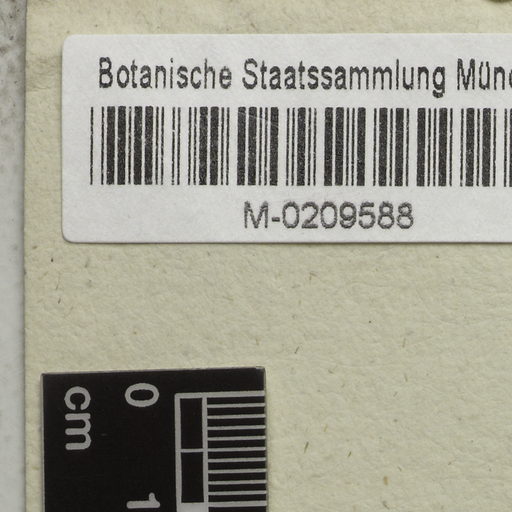 Botanische Staatssammlung Münc
M-0209588
0
cm
1